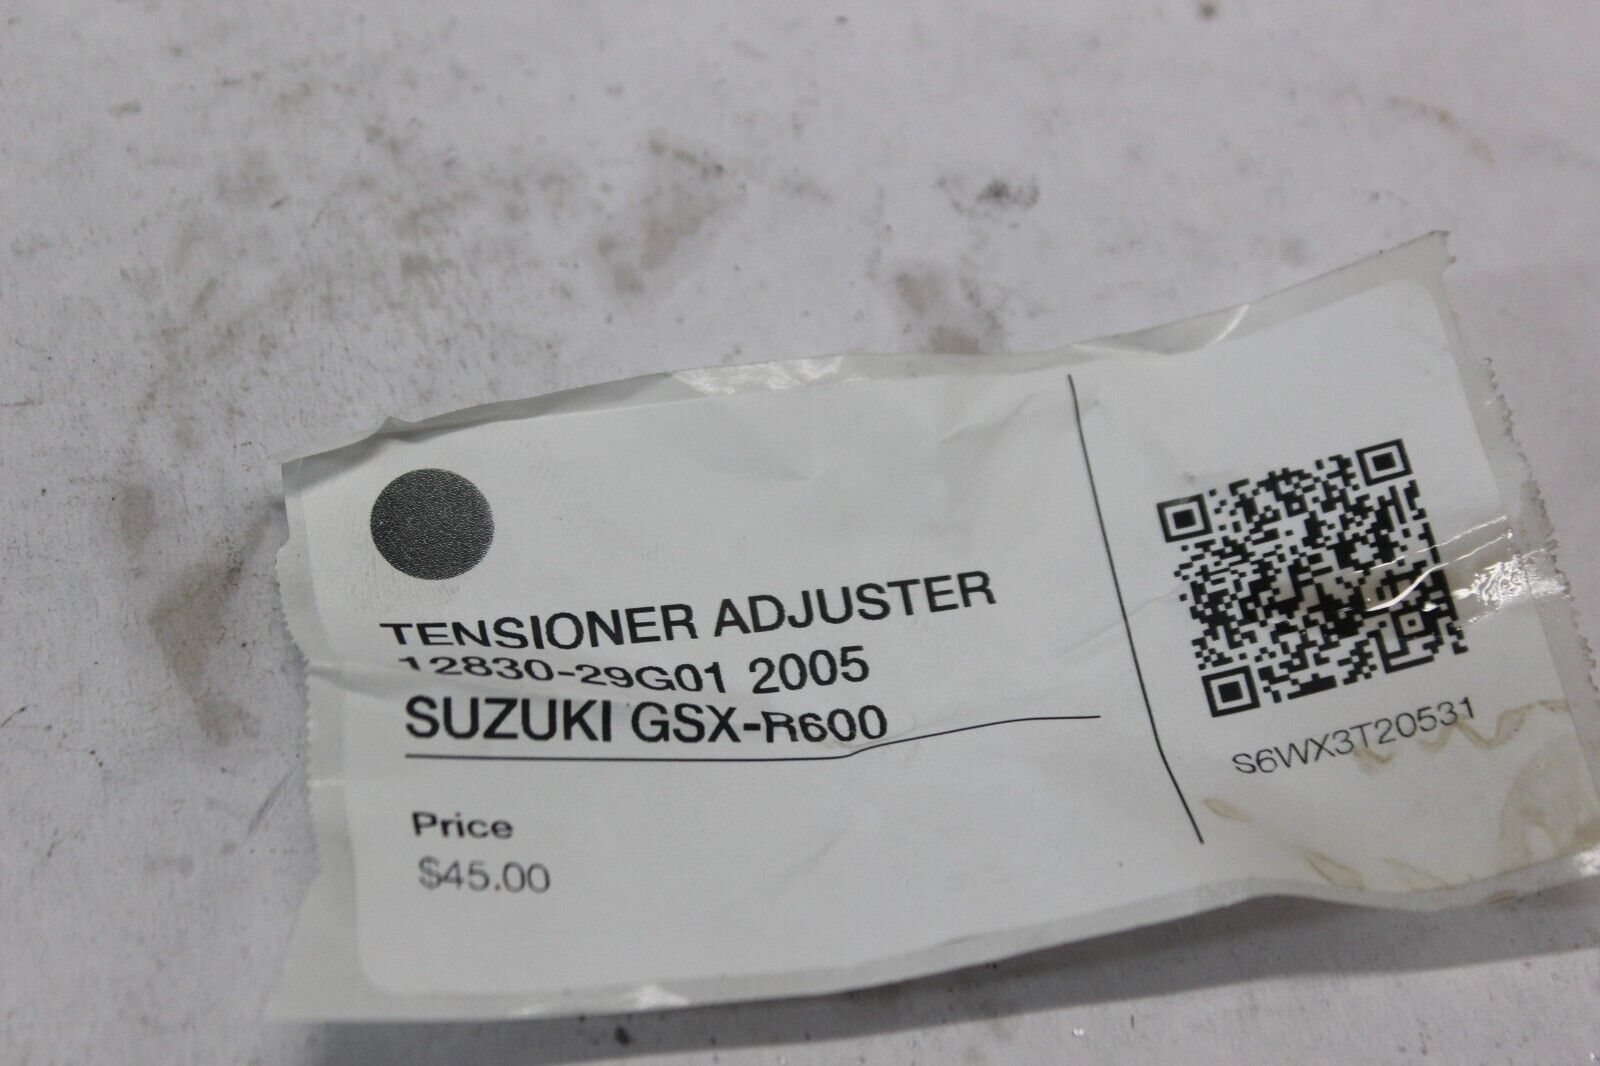 TENSIONER ADJUSTER
12830-29G01 2005
SUZUKI GSX-R600
Price
$45.00
S6WX3T20531